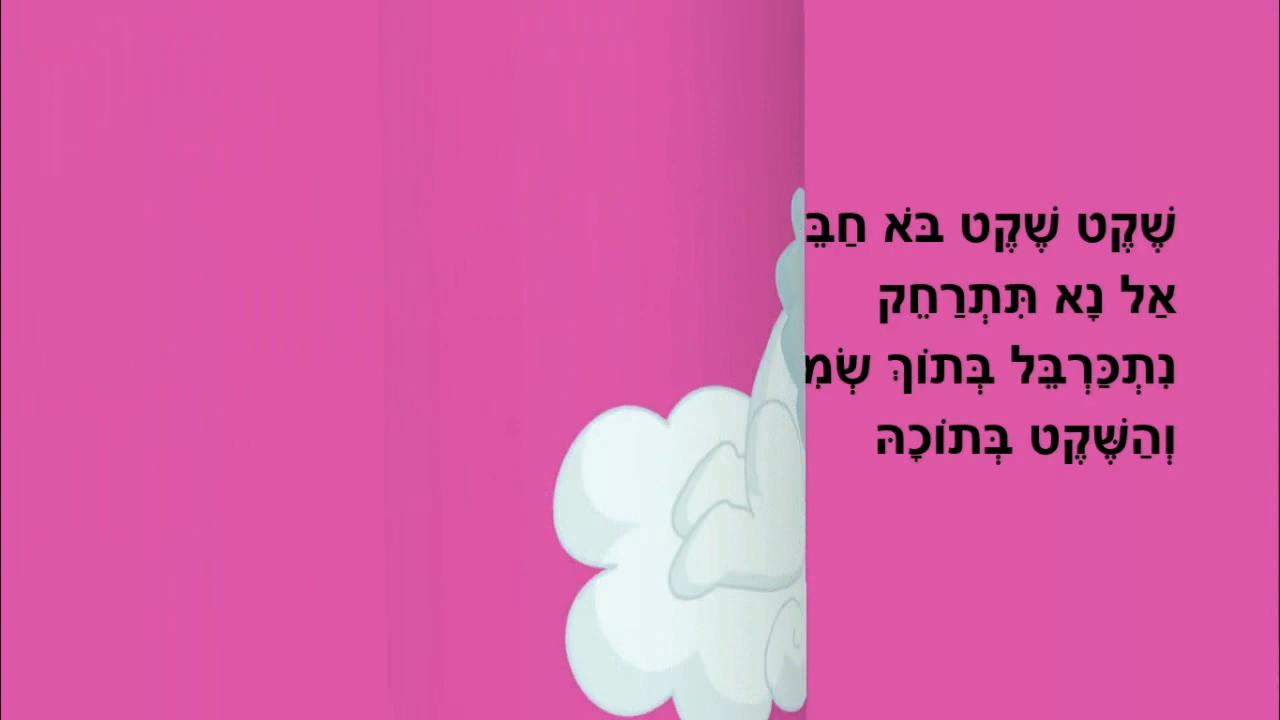 שֶׁקֶט שֶׁקֶט בֹּא
אַל נָא תִּתְרַחֵק
נִתְכַּרְבֵּל בְּתוֹךְ
וְהַשֶּׁקֶט בְּתוֹכָהּ